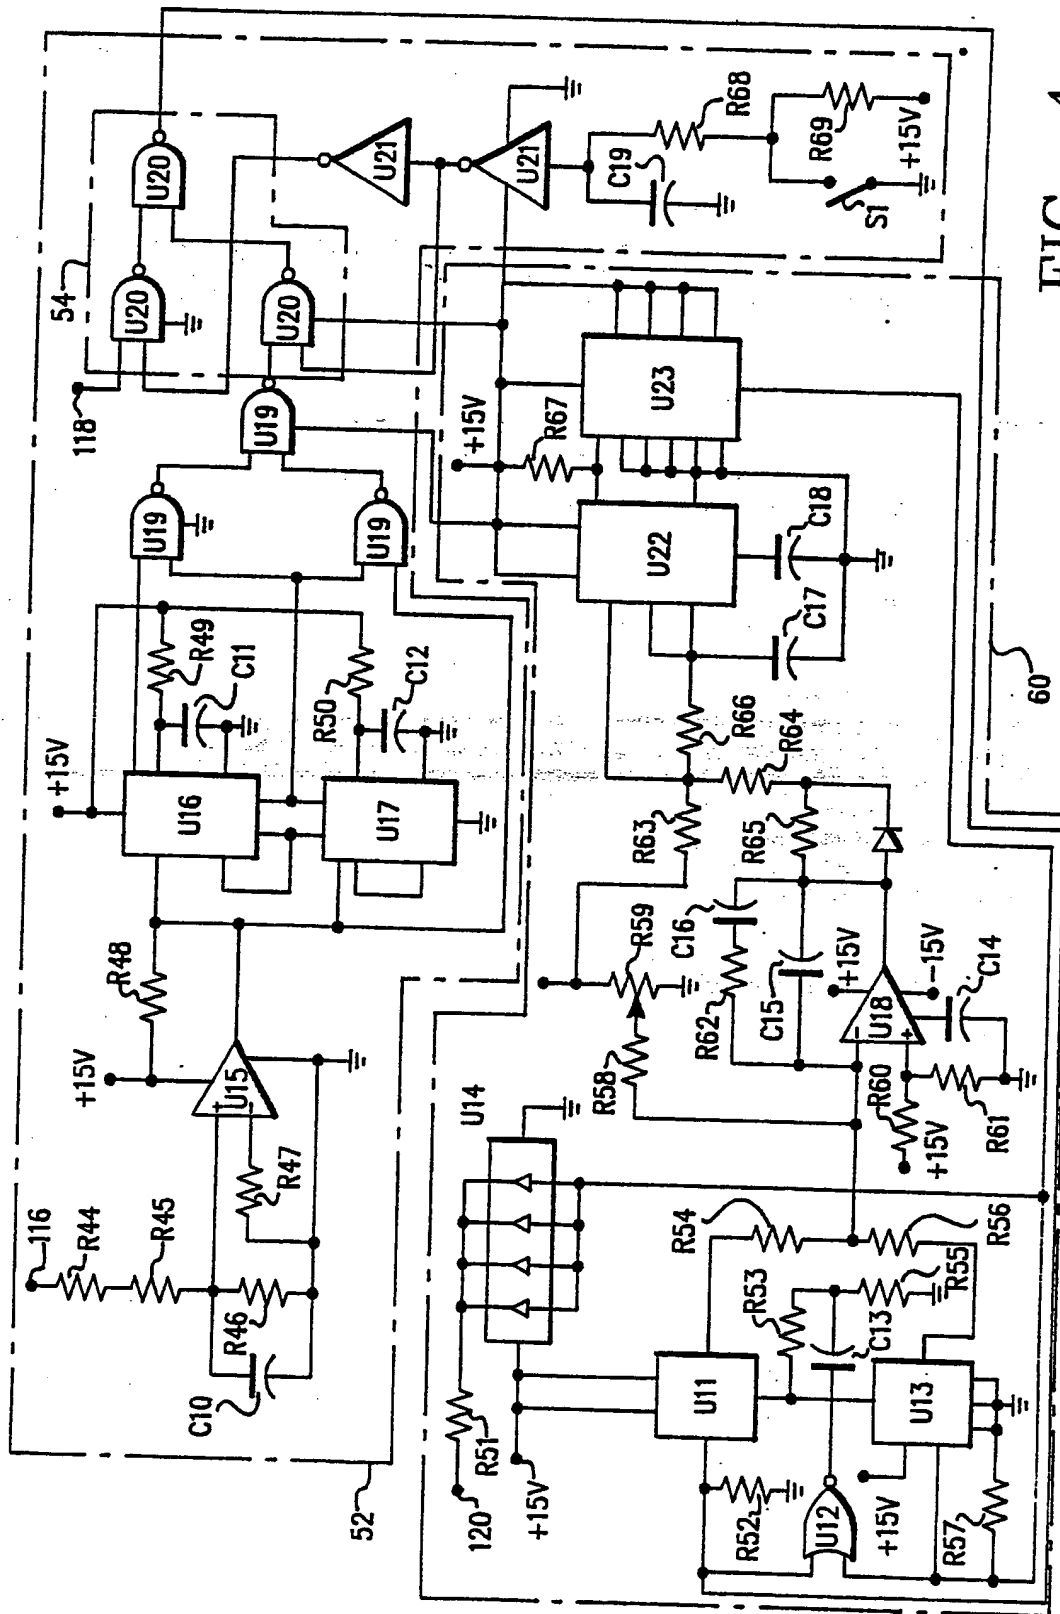 54
118
U20
U20
U20
U19
U19
U19
U21
U21
R68
C19
R69
+15V
S1
+15V
R49
C11
R50
C12
U16
U17
+15V
R67
U23
U22
C18
C17
60
R48
+15V
U15
+
-
R47
116
R44
R45
R46
C10
52
R66
R64
R63
R65
C16
R59
R62
C15
+15V
-15V
U18
-
+
C14
R58
R60
+15V
R61
U14
R54
R56
R53
R55
C13
R51
120
+15V
U11
U13
R52
U12
+15V
R57
FIG.